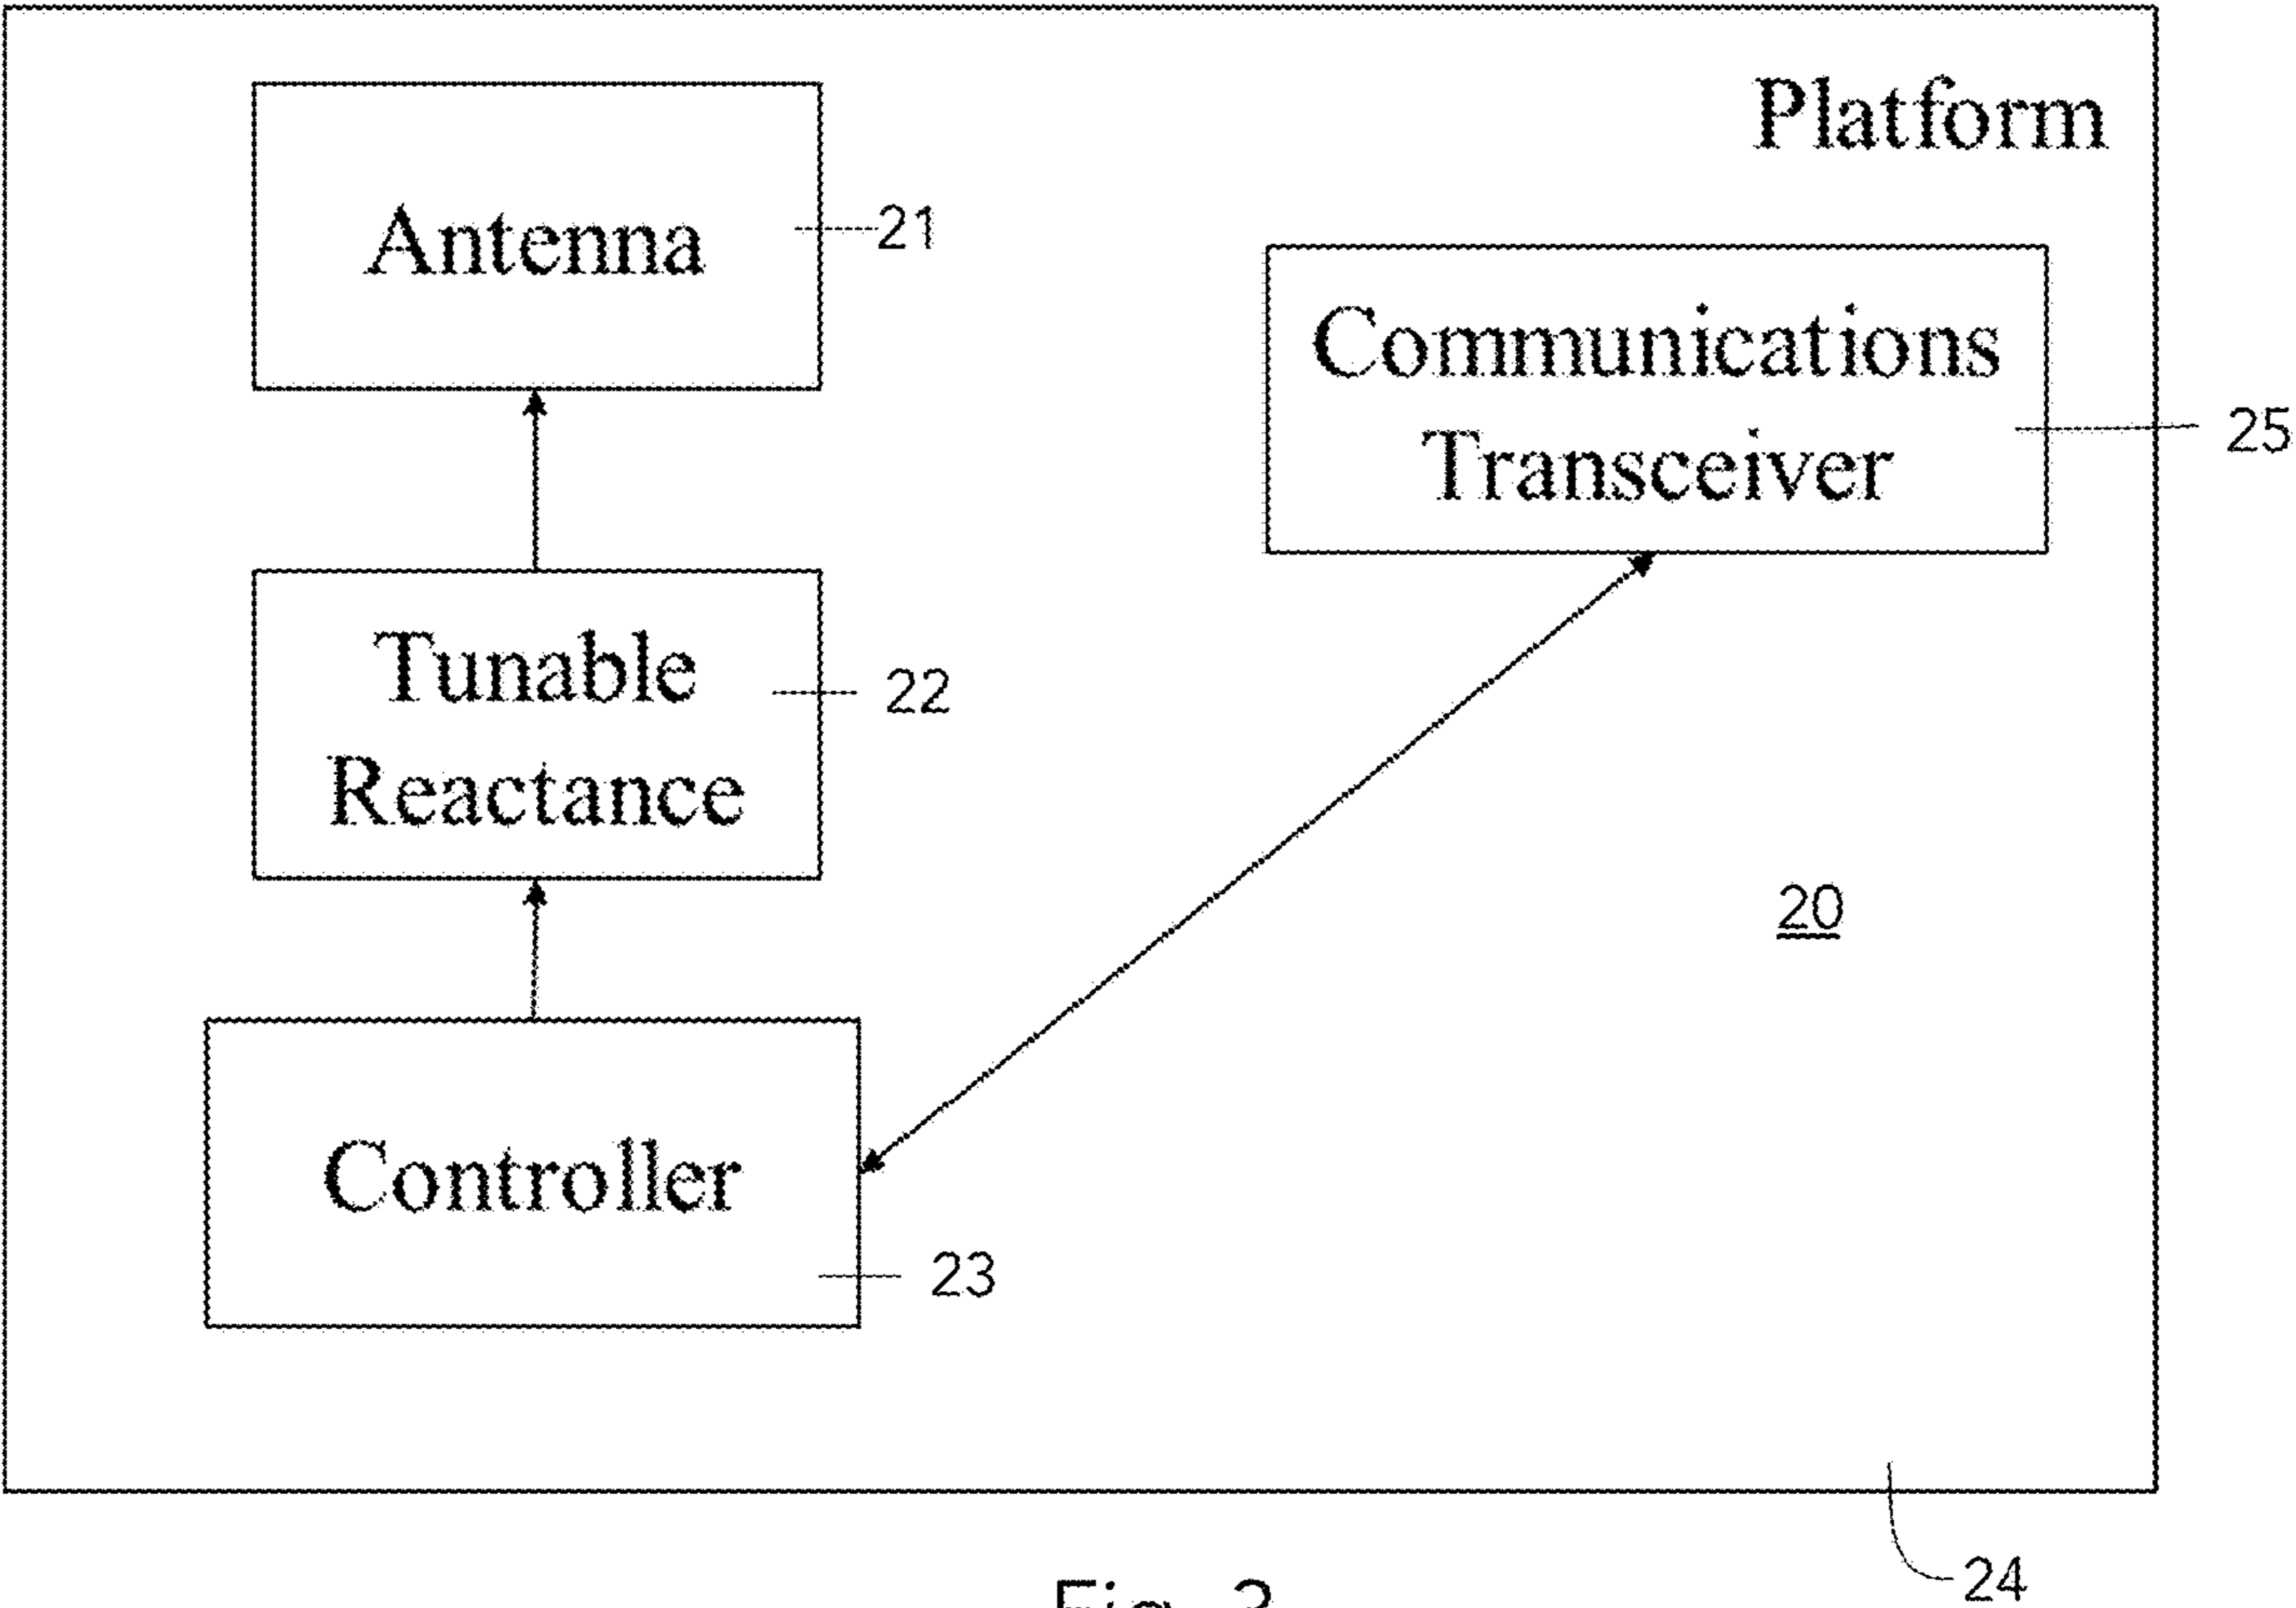 Platform
Antenna
21
Communications
Transceiver
25
Tunable
Reactance
22
20
Controller
23
24